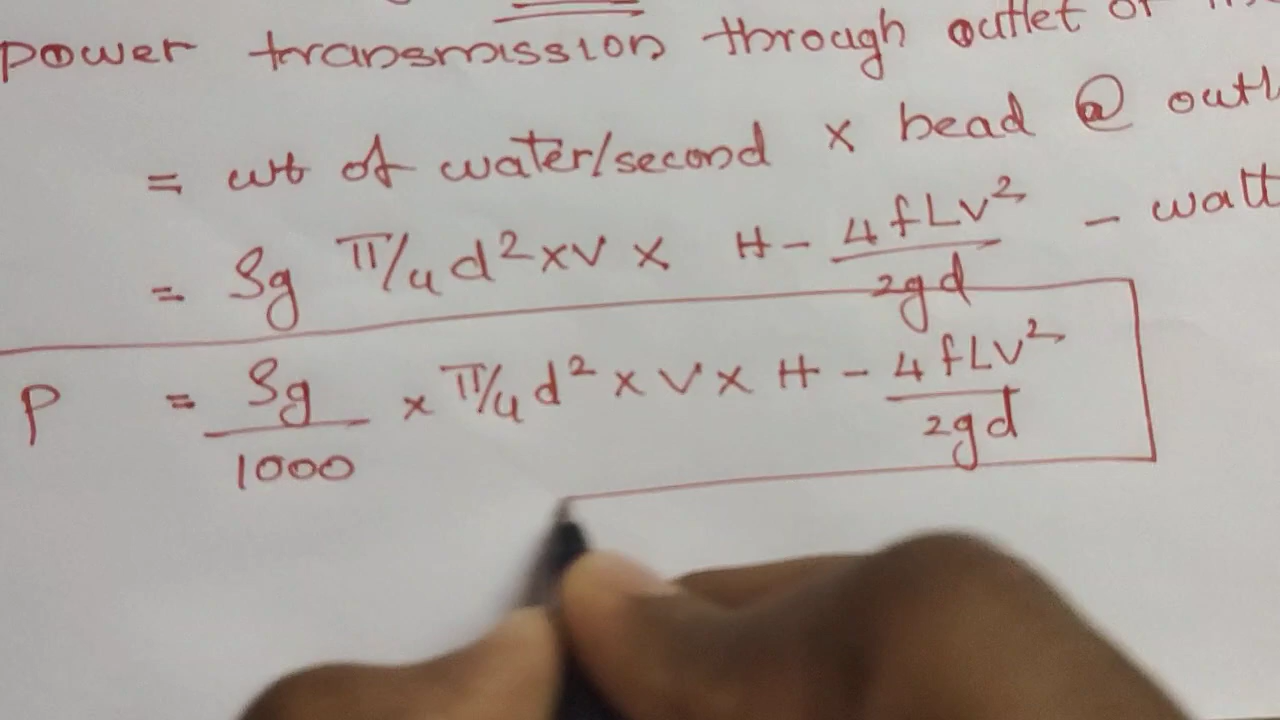 power transmission through outlet of
= wt of water/second x head @ outl
= ρg π/4 d² x v x H - 4fLv²/2gd - watt
P = ρg/1000 x π/4 d² x v x H - 4fLv²/2gd